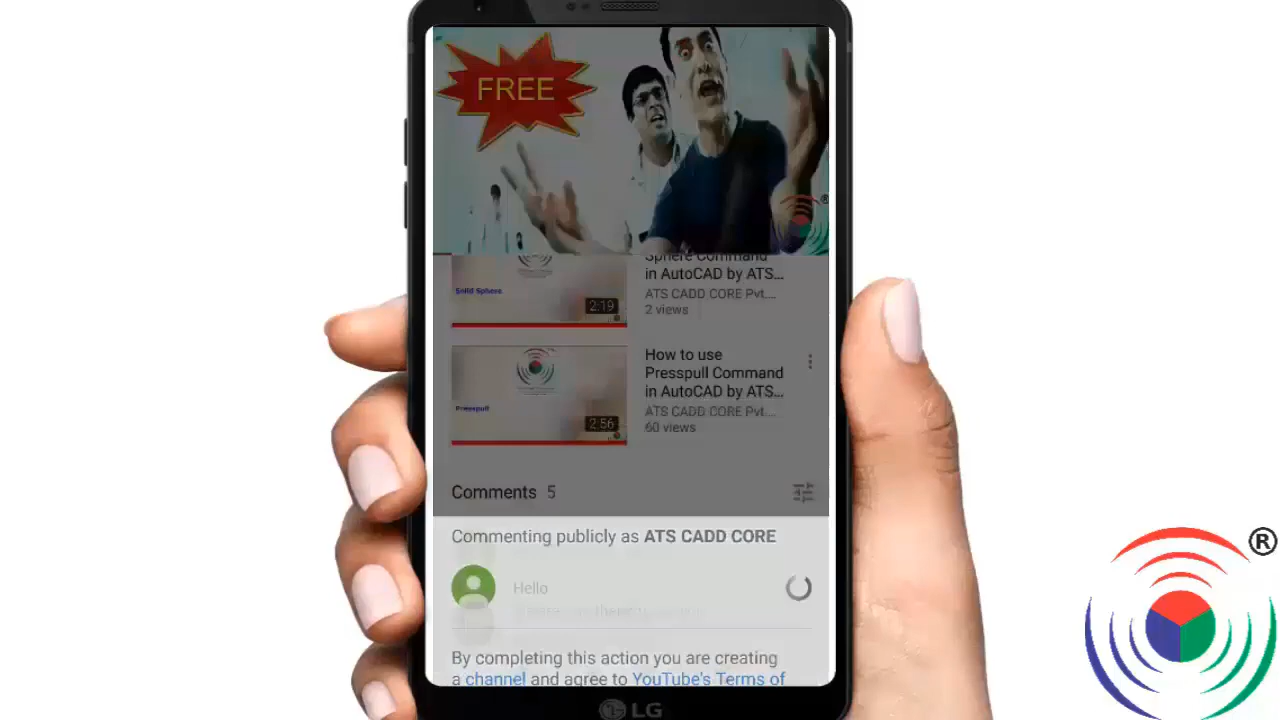 FREE
®
Sphere Command
in AutoCAD by ATS...
ATS CADD CORE Pvt....
2 views
Solid Sphere
2:19
How to use
Presspull Command
in AutoCAD by ATS...
ATS CADD CORE Pvt....
60 views
Presspull
2:56
Comments 5
Commenting publicly as ATS CADD CORE
Hello
By completing this action you are creating
a channel and agree to YouTube's Terms of
LG
®